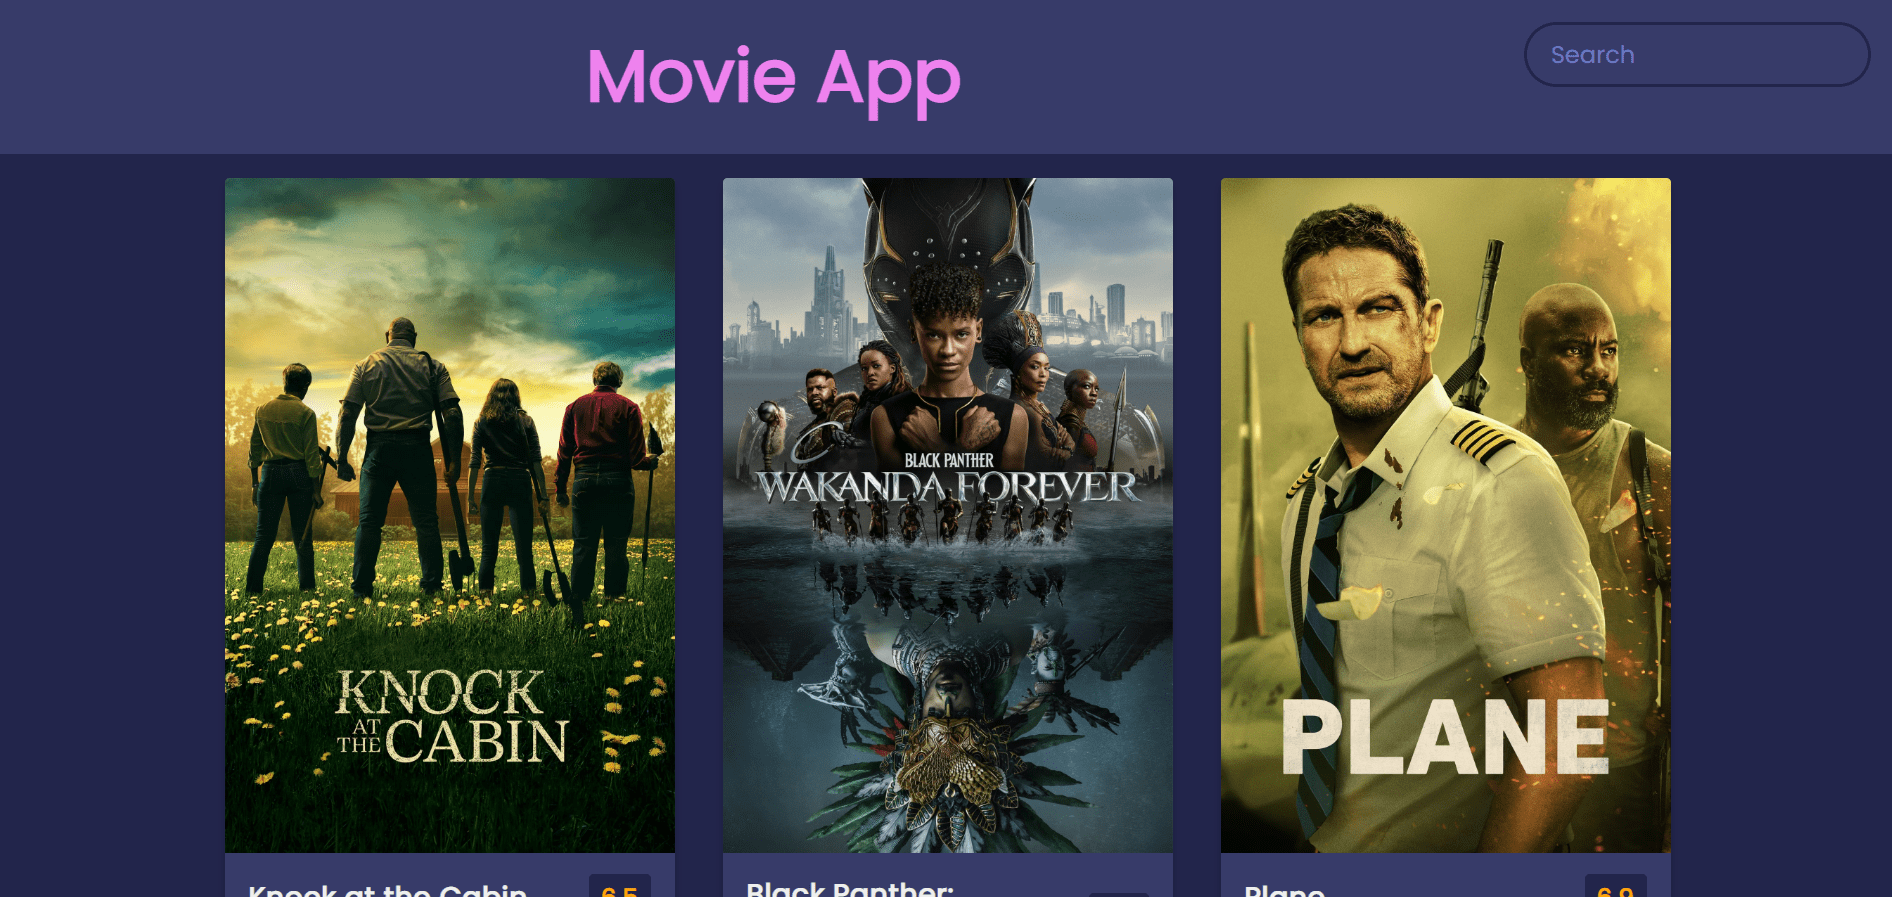 Movie App
Search
KNOCK
AT
THE CABIN
BLACK PANTHER
WAKANDA FOREVER
PLANE
Knock at the Cabin
6.5
Black Panther:
Plane
6.9